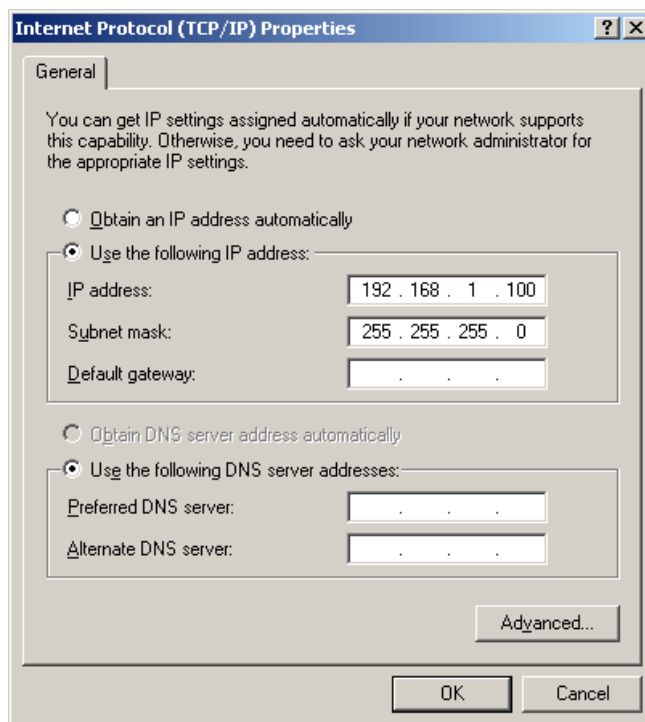 Internet Protocol (TCP/IP) Properties
General
You can get IP settings assigned automatically if your network supports
this capability. Otherwise, you need to ask your network administrator for
the appropriate IP settings.
Obtain an IP address automatically
Use the following IP address:
IP address: 192 . 168 . 1 . 100
Subnet mask: 255 . 255 . 255 . 0
Default gateway: . . .
Obtain DNS server address automatically
Use the following DNS server addresses:
Preferred DNS server: . . .
Alternate DNS server: . . .
Advanced...
OK Cancel